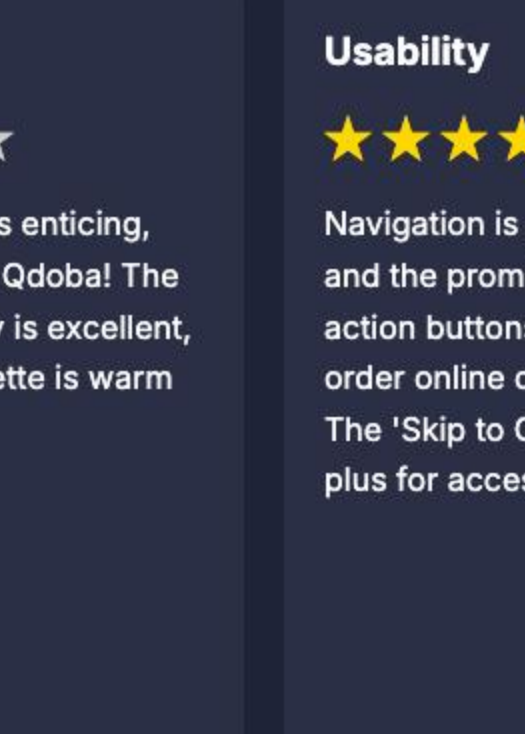 s enticing,
Qdoba! The
is excellent,
ette is warm
Usability
Navigation is
and the prom
action buttons
order online
The 'Skip to
plus for acces